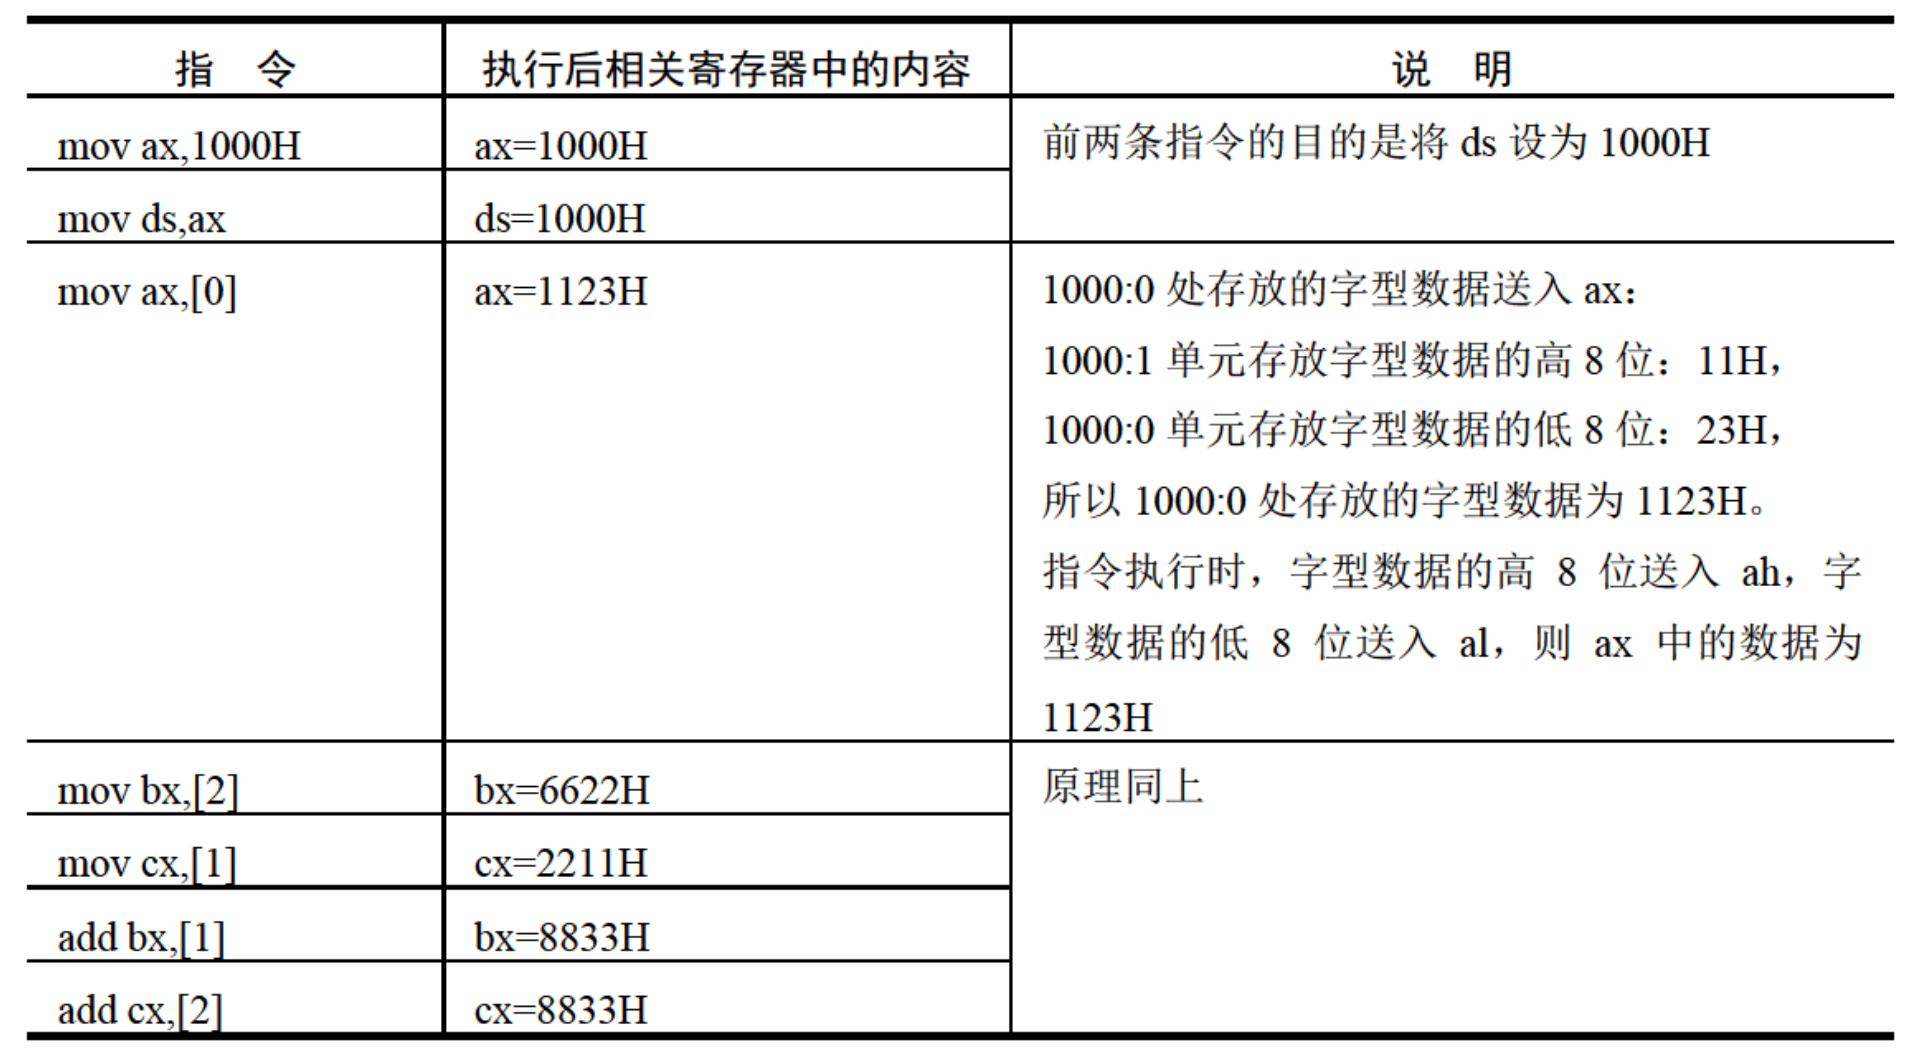 指 令 执行后相关寄存器中的内容 说 明
mov ax,1000H ax=1000H 前两条指令的目的是将 ds 设为 1000H
mov ds,ax ds=1000H
mov ax,[0] ax=1123H 1000:0 处存放的字型数据送入 ax：
1000:1 单元存放字型数据的高 8 位：11H，
1000:0 单元存放字型数据的低 8 位：23H，
所以 1000:0 处存放的字型数据为 1123H。
指令执行时，字型数据的高 8 位送入 ah，字
型数据的低 8 位送入 al，则 ax 中的数据为
1123H
mov bx,[2] bx=6622H 原理同上
mov cx,[1] cx=2211H
add bx,[1] bx=8833H
add cx,[2] cx=8833H